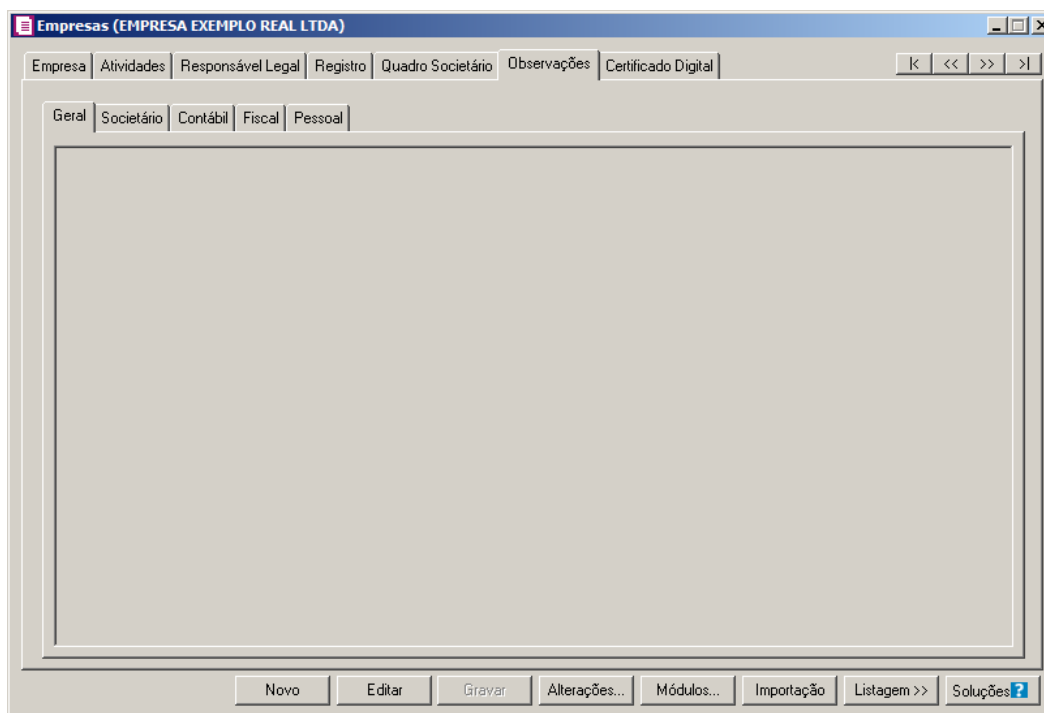 Empresas (EMPRESA EXEMPLO REAL LTDA)
Empresa Atividades Responsável Legal Registro Quadro Societário Observações Certificado Digital |< << >> >|
Geral Societário Contábil Fiscal Pessoal
Novo Editar Gravar Alterações... Módulos... Importação Listagem >> Soluções ?